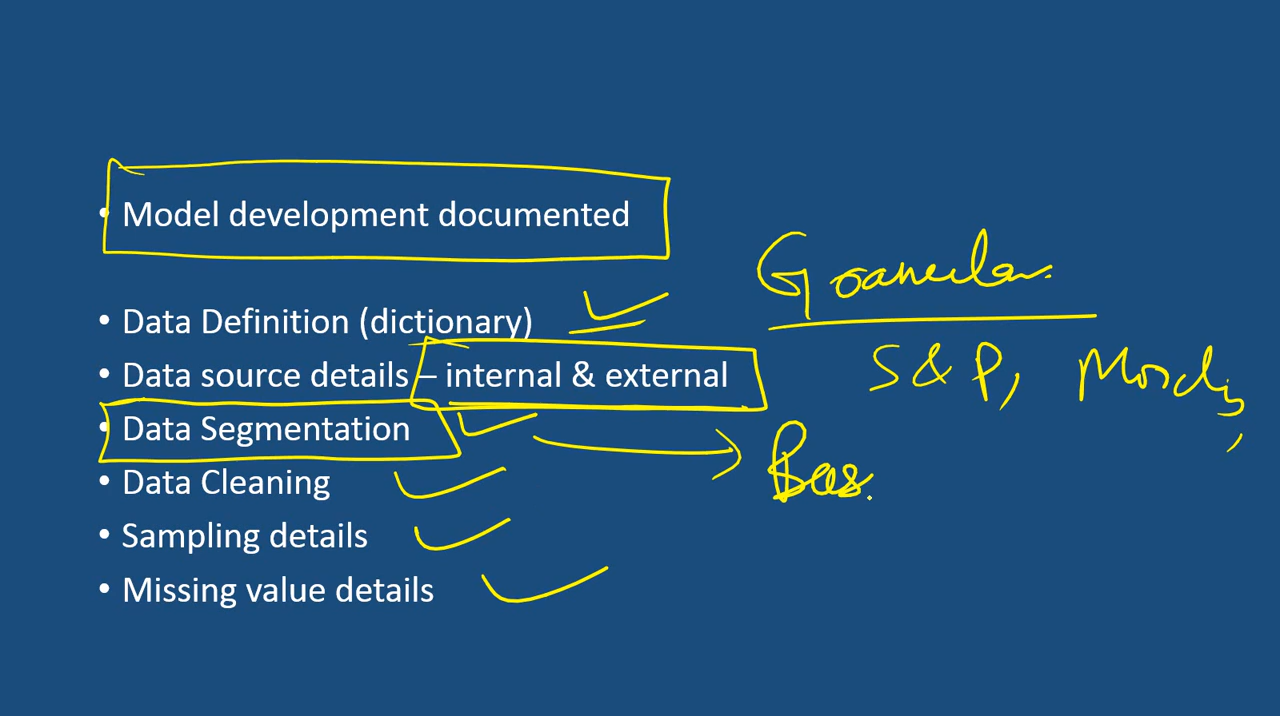 • Model development documented
Granular
• Data Definition (dictionary)
• Data source details – internal & external
S&P, Moody's,
• Data Segmentation
• Data Cleaning
• Sampling details
• Missing value details